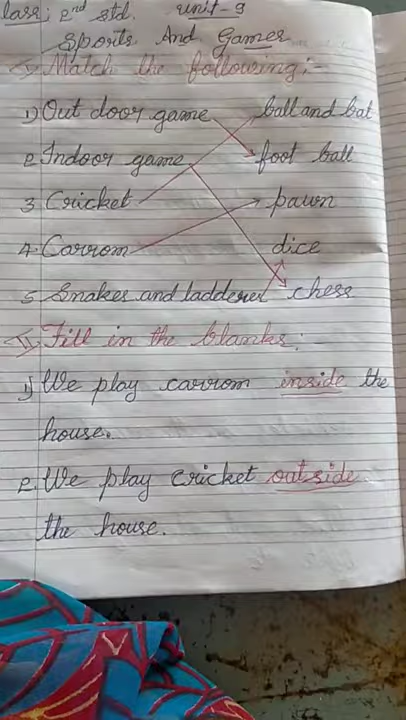 lass: 2nd std. unit-9
Sports And Games
I Match the following:-
1) Out door game ball and bat
2. Indoor game foot ball
3 Cricket pawn
4. Carrom dice
5 Snakes and ladderer chess
II Fill in the blanks:-
1) We play carrom inside the
house.
2. We play cricket outside
the house.